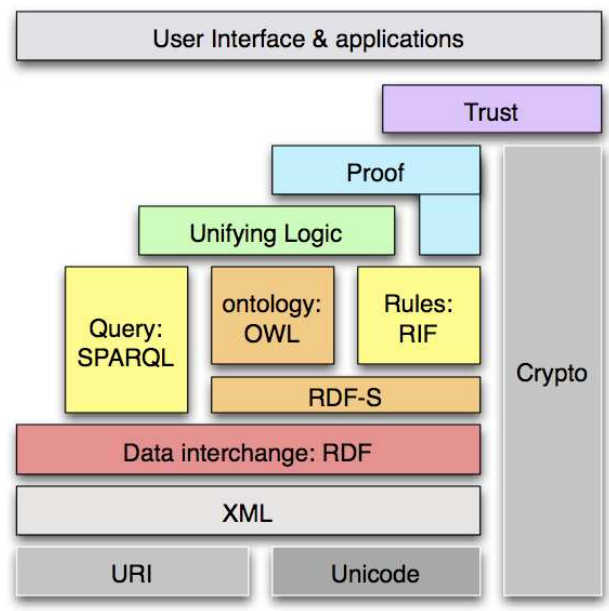 User Interface & applications
Trust
Proof
Unifying Logic
Query:
SPARQL
ontology:
OWL
Rules:
RIF
Crypto
RDF-S
Data interchange: RDF
XML
URI
Unicode